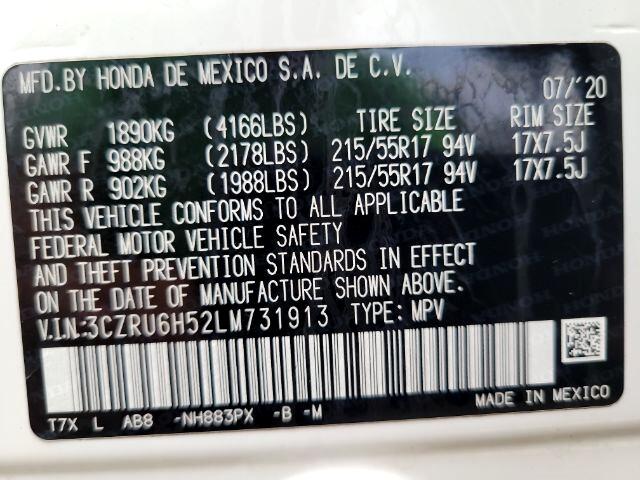 MFD. BY HONDA DE MEXICO S.A. DE C.V. 07/'20
GVWR 1890KG (4166LBS) TIRE SIZE RIM SIZE
GAWR F 988KG (2178LBS) 215/55R17 94V 17X7.5J
GAWR R 902KG (1988LBS) 215/55R17 94V 17X7.5J
THIS VEHICLE CONFORMS TO ALL APPLICABLE
FEDERAL MOTOR VEHICLE SAFETY
AND THEFT PREVENTION STANDARDS IN EFFECT
ON THE DATE OF MANUFACTURE SHOWN ABOVE.
V.I.N.:3CZRU6H52LM731913 TYPE: MPV
T7X L AB8 -NH883PX -B -M MADE IN MEXICO